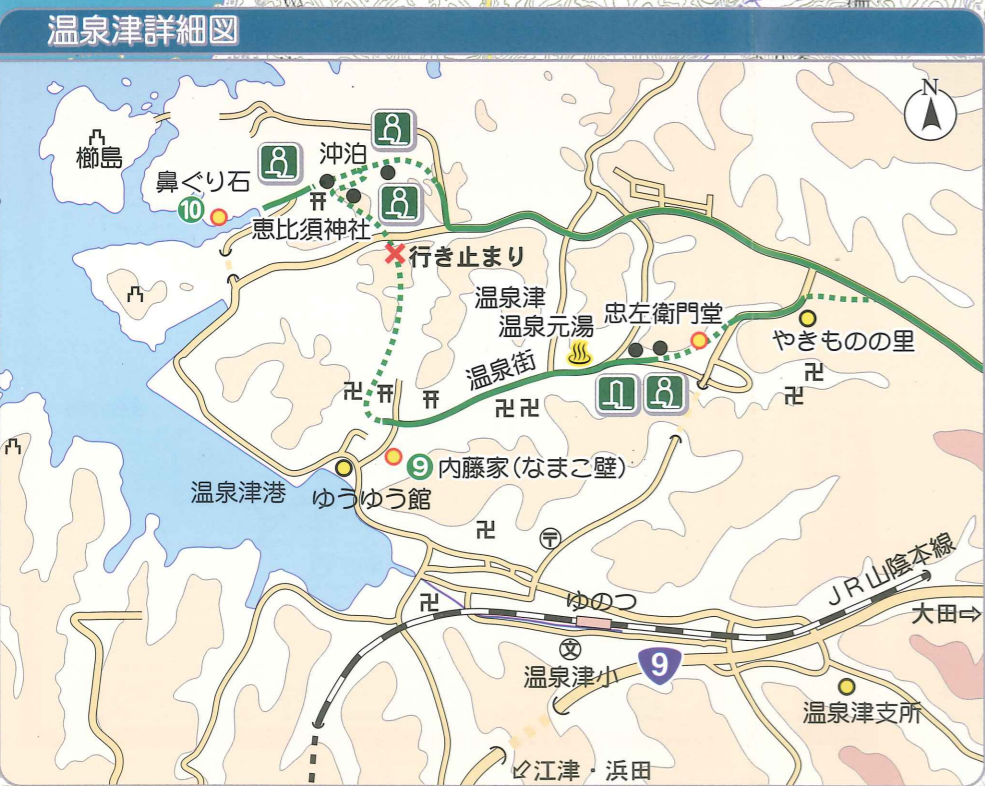 温泉津詳細図
N
櫛島
沖泊
鼻ぐり石
10
恵比須神社
行き止まり
温泉津
温泉元湯
忠左衛門堂
やきものの里
温泉街
9 内藤家(なまこ壁)
温泉津港
ゆうゆう館
JR山陰本線
大田⇨
ゆのつ
文
温泉津小
9
温泉津支所
江津・浜田